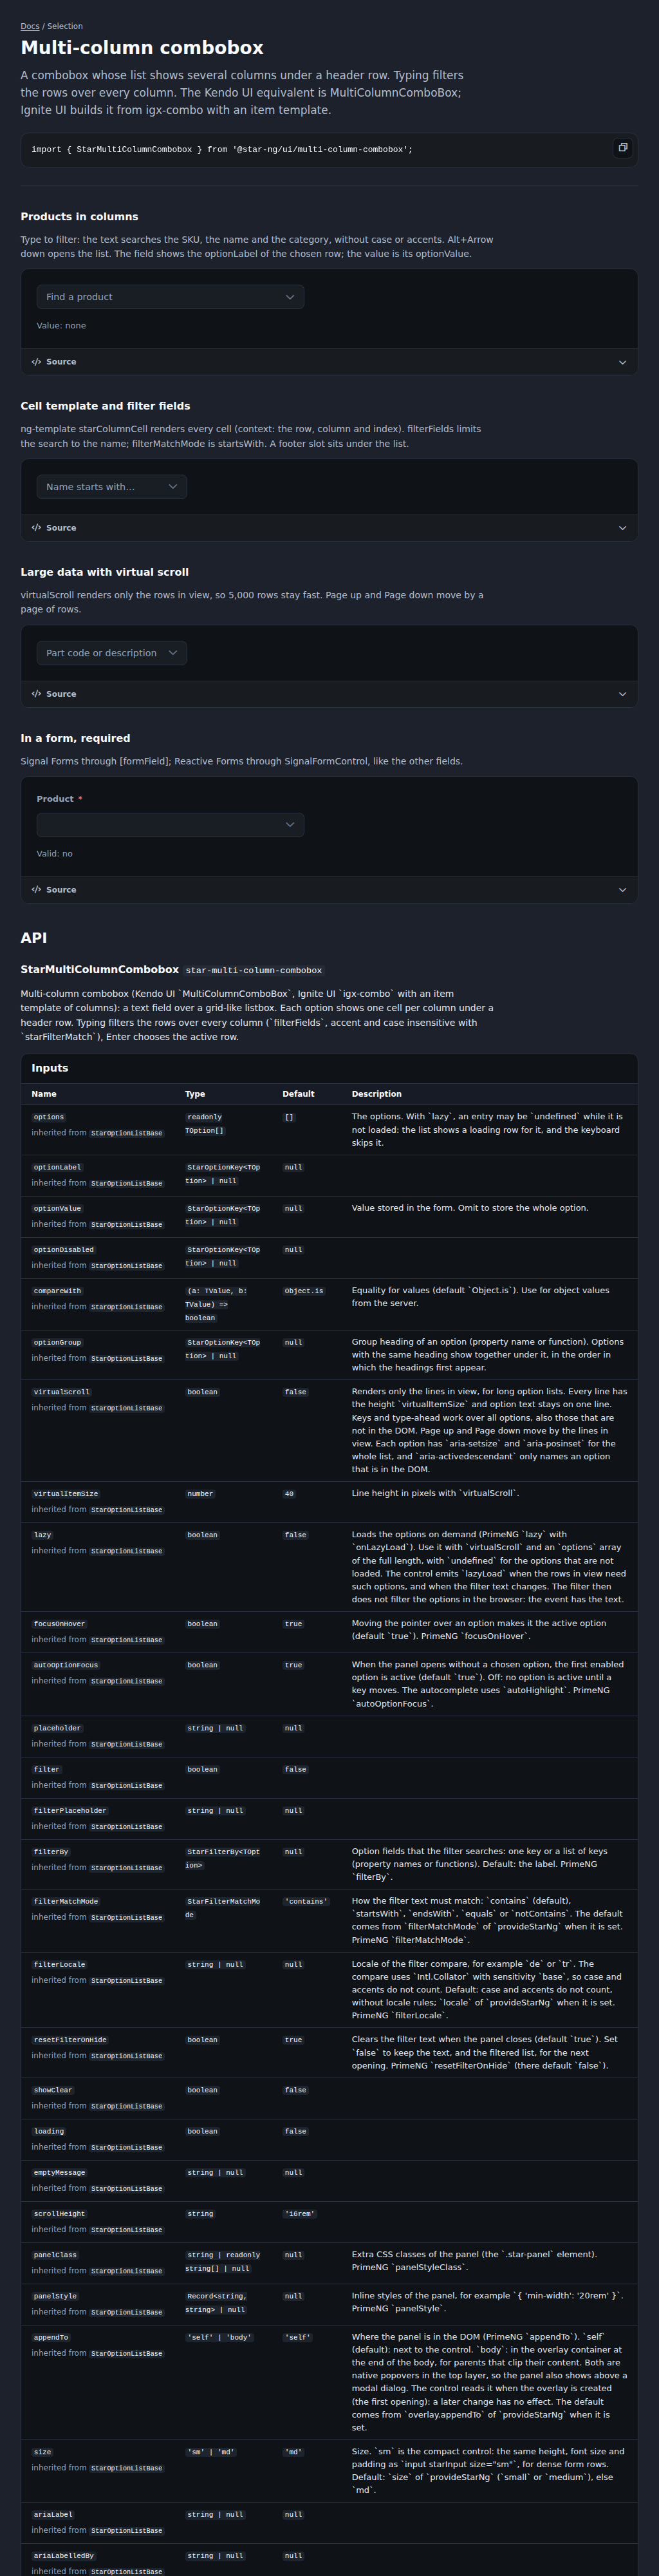 Docs / Selection
Multi-column combobox
A combobox whose list shows several columns under a header row. Typing filters
the rows over every column. The Kendo UI equivalent is MultiColumnComboBox;
Ignite UI builds it from igx-combo with an item template.
import { StarMultiColumnCombobox } from '@star-ng/ui/multi-column-combobox';
Products in columns
Type to filter: the text searches the SKU, the name and the category, without case or accents. Alt+Arrow
down opens the list. The field shows the optionLabel of the chosen row; the value is its optionValue.
Find a product
Value: none
Source
Cell template and filter fields
ng-template starColumnCell renders every cell (context: the row, column and index). filterFields limits
the search to the name; filterMatchMode is startsWith. A footer slot sits under the list.
Name starts with…
Source
Large data with virtual scroll
virtualScroll renders only the rows in view, so 5,000 rows stay fast. Page up and Page down move by a
page of rows.
Part code or description
Source
In a form, required
Signal Forms through [formField]; Reactive Forms through SignalFormControl, like the other fields.
Product *
Valid: no
Source
API
StarMultiColumnCombobox star-multi-column-combobox
Multi-column combobox (Kendo UI `MultiColumnComboBox`, Ignite UI `igx-combo` with an item
template of columns): a text field over a grid-like listbox. Each option shows one cell per column under a
header row. Typing filters the rows over every column (`filterFields`, accent and case insensitive with
`starFilterMatch`), Enter chooses the active row.
Inputs
Name Type Default Description
options readonly [] The options. With `lazy`, an entry may be `undefined` while it is
inherited from StarOptionListBase TOption[] not loaded: the list shows a loading row for it, and the keyboard
skips it.
optionLabel StarOptionKey<TOp null
inherited from StarOptionListBase tion> | null
optionValue StarOptionKey<TOp null Value stored in the form. Omit to store the whole option.
inherited from StarOptionListBase tion> | null
optionDisabled StarOptionKey<TOp null
inherited from StarOptionListBase tion> | null
compareWith (a: TValue, b: Object.is Equality for values (default `Object.is`). Use for object values
inherited from StarOptionListBase TValue) => from the server.
boolean
optionGroup StarOptionKey<TOp null Group heading of an option (property name or function). Options
inherited from StarOptionListBase tion> | null with the same heading show together under it, in the order in
which the headings first appear.
virtualScroll boolean false Renders only the lines in view, for long option lists. Every line has
inherited from StarOptionListBase the height `virtualItemSize` and option text stays on one line.
Keys and type-ahead work over all options, also those that are
not in the DOM. Page Up and Page Down move by the lines in
view. Each option has `aria-setsize` and `aria-posinset` for the
whole list, and `aria-activedescendant` only names an option
that is in the DOM.
virtualItemSize number 40 Line height in pixels with `virtualScroll`.
inherited from StarOptionListBase
lazy boolean false Loads the options on demand (PrimeNG `lazy` with
inherited from StarOptionListBase `onLazyLoad`). Use it with `virtualScroll` and an `options` array
of the full length, with `undefined` for the options that are not
loaded. The control emits `lazyLoad` when the rows in view need
such options, and when the filter text changes. The filter then
does not filter the options in the browser: the event has the text.
focusOnHover boolean true Moving the pointer over an option makes it the active option
inherited from StarOptionListBase (default `true`). PrimeNG `focusOnHover`.
autoOptionFocus boolean true When the panel opens without a chosen option, the first enabled
inherited from StarOptionListBase option is active (default `true`). Off: no option is active until a
key moves. The autocomplete uses `autoHighlight`. PrimeNG
`autoOptionFocus`.
placeholder string | null null
inherited from StarOptionListBase
filter boolean false
inherited from StarOptionListBase
filterPlaceholder string | null null
inherited from StarOptionListBase
filterBy StarFilterBy<TOpt null Option fields that the filter searches: one key or a list of keys
inherited from StarOptionListBase ion> (property names or functions). Default: the label. PrimeNG
`filterBy`.
filterMatchMode StarFilterMatchMo 'contains' How the filter text must match: `contains` (default),
inherited from StarOptionListBase de `startsWith`, `endsWith`, `equals` or `notContains`. The default
comes from `filterMatchMode` of `provideStarNg` when it is set.
PrimeNG `filterMatchMode`.
filterLocale string | null null Locale of the filter compare, for example `de` or `tr`. The
inherited from StarOptionListBase compare uses `Intl.Collator` with sensitivity `base`, so case and
accents do not count. Default: case and accents do not count,
without locale rules; `locale` of `provideStarNg` when it is set.
PrimeNG `filterLocale`.
resetFilterOnHide boolean true Clears the filter text when the panel closes (default `true`). Set
inherited from StarOptionListBase `false` to keep the text, and the filtered list, for the next
opening. PrimeNG `resetFilterOnHide` (there default `false`).
showClear boolean false
inherited from StarOptionListBase
loading boolean false
inherited from StarOptionListBase
emptyMessage string | null null
inherited from StarOptionListBase
scrollHeight string '16rem'
inherited from StarOptionListBase
panelClass string | readonly null Extra CSS classes of the panel (the `.star-panel` element).
inherited from StarOptionListBase string[] | null PrimeNG `panelStyleClass`.
panelStyle Record<string, null Inline styles of the panel, for example `{ 'min-width': '20rem' }`.
inherited from StarOptionListBase string> | null PrimeNG `panelStyle`.
appendTo 'self' | 'body' 'self' Where the panel is in the DOM (PrimeNG `appendTo`). `self`
inherited from StarOptionListBase (default): next to the control. `body`: in the overlay container at
the end of the body, for parents that clip their content. Both are
native popovers in the top layer, so the panel also shows above a
modal dialog. The control reads it when the overlay is created
(the first opening): a later change has no effect. The default
comes from `overlay.appendTo` of `provideStarNg` when it is
set.
size 'sm' | 'md' 'md' Size. `sm` is the compact control: the same height, font size and
inherited from StarOptionListBase padding as `input starInput size="sm"`, for dense form rows.
Default: `size` of `provideStarNg` (`small` or `medium`), else
`md`.
ariaLabel string | null null
inherited from StarOptionListBase
ariaLabelledBy string | null null
inherited from StarOptionListBase